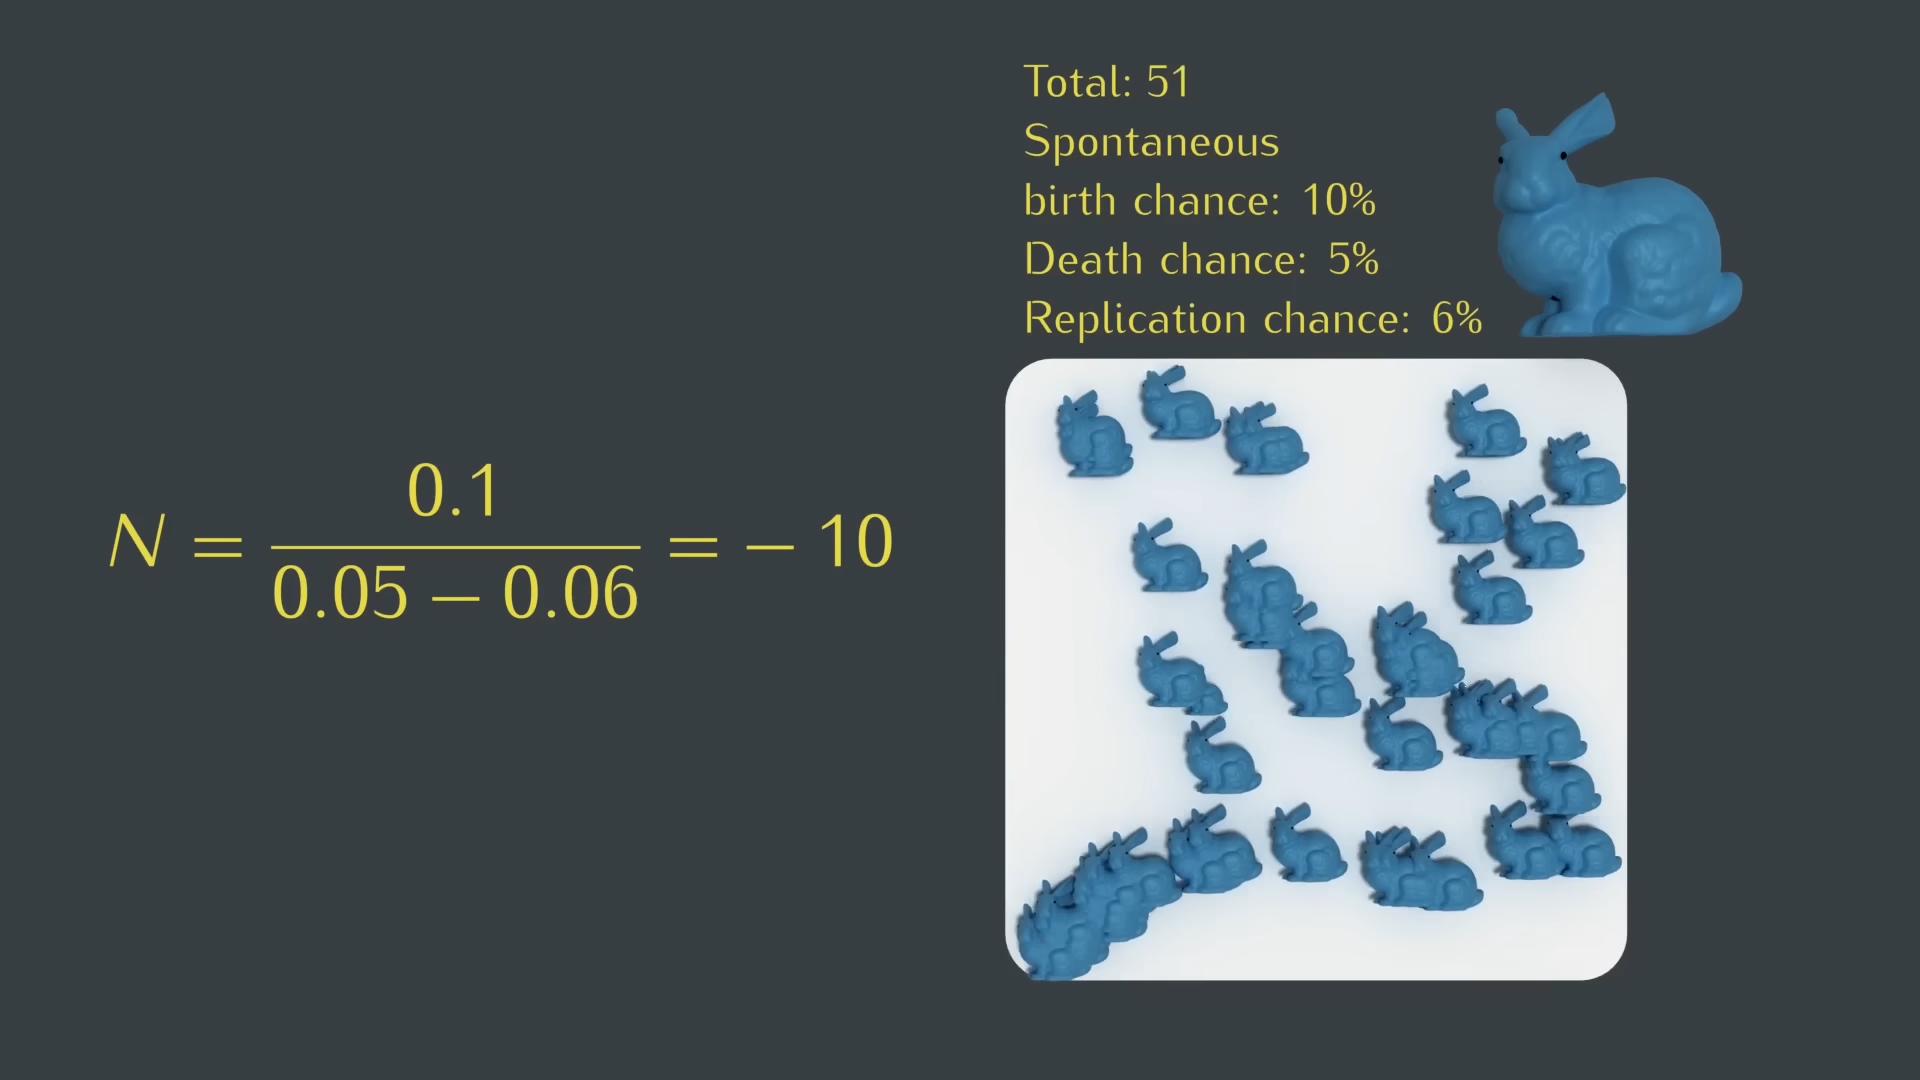 Total: 51
Spontaneous
birth chance: 10%
Death chance: 5%
Replication chance: 6%
N = 0.1 / 0.05 – 0.06 = – 10